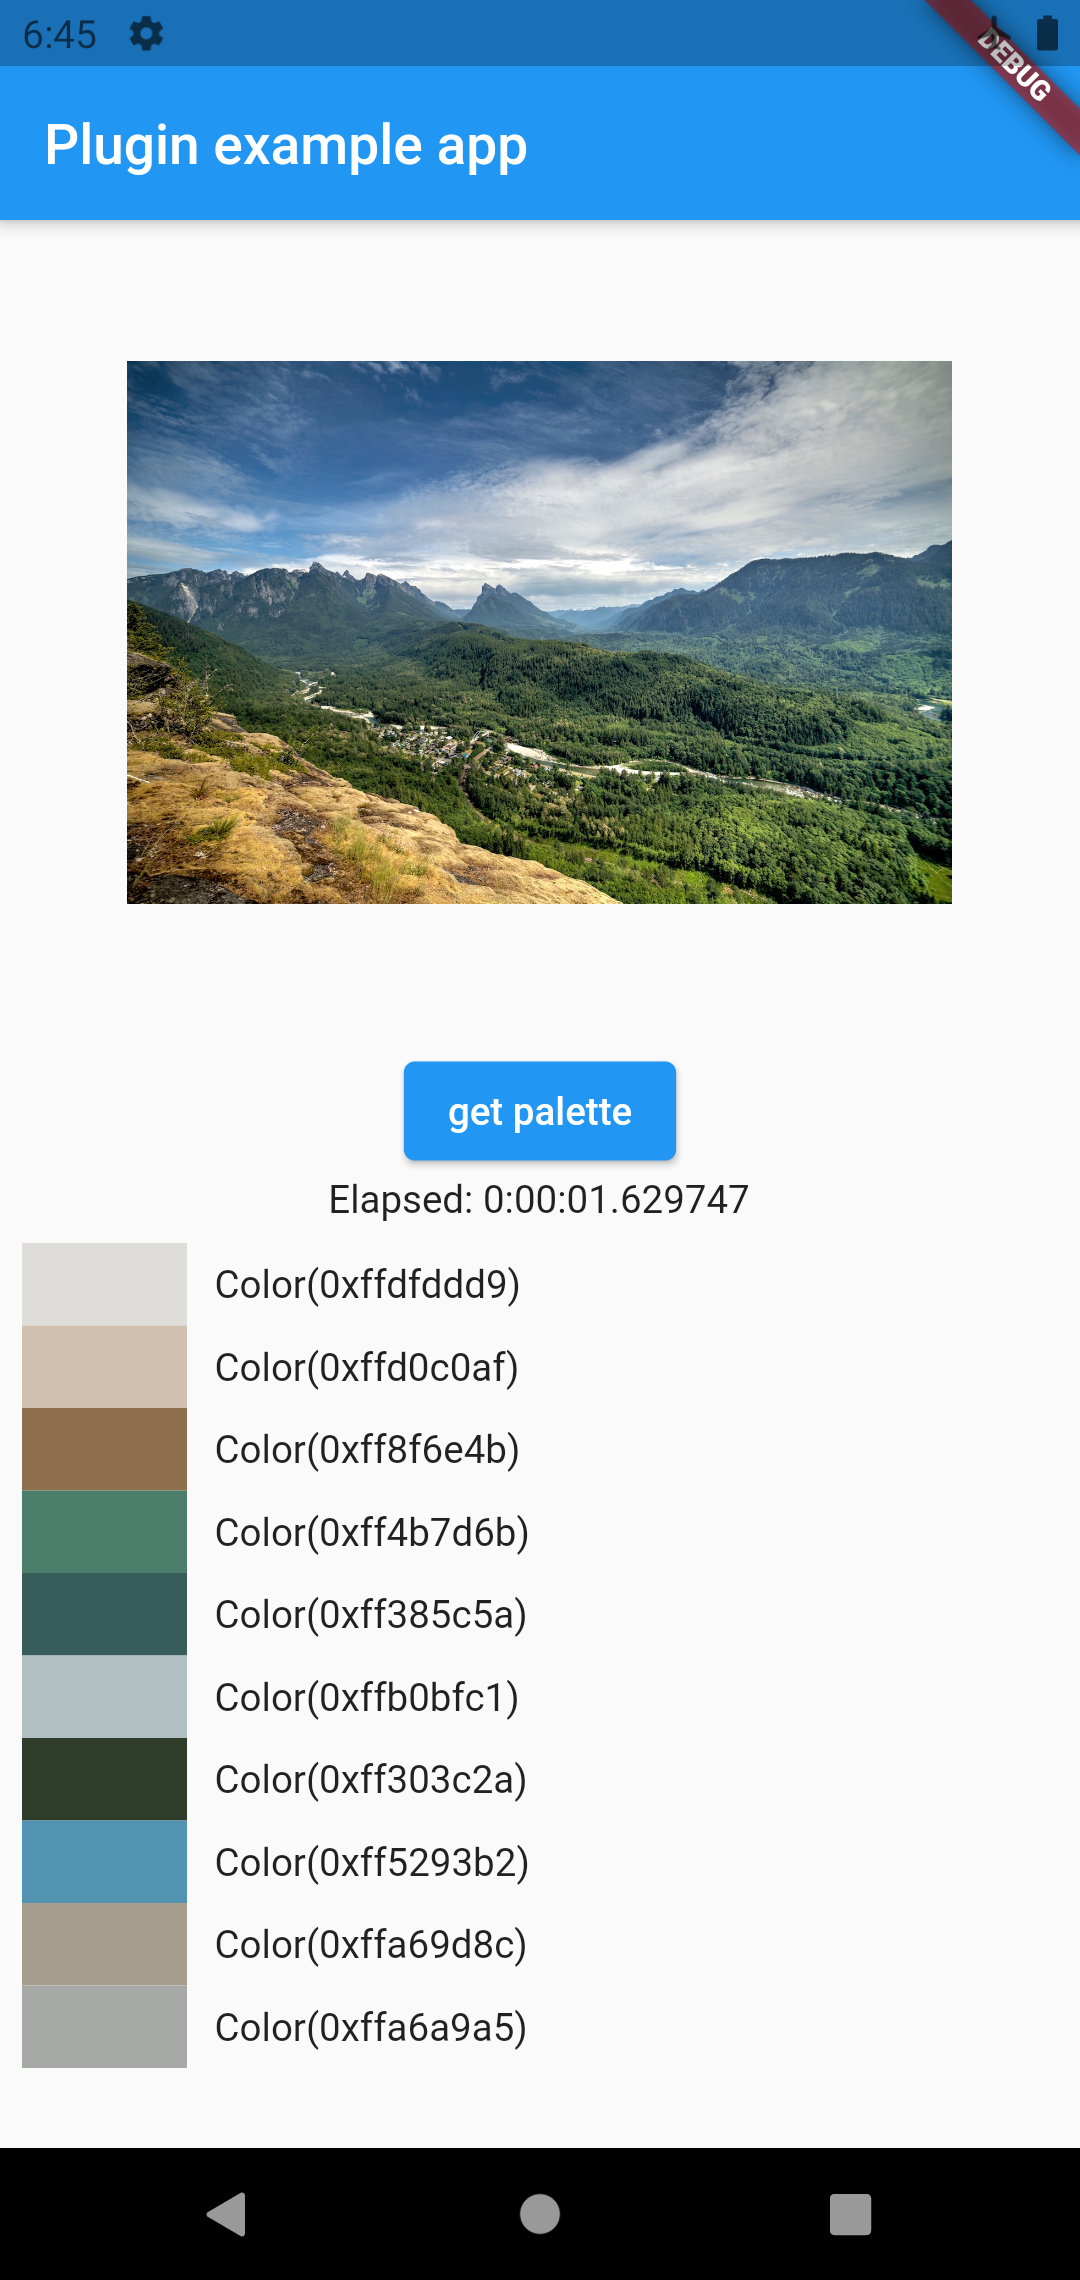 6:45
DEBUG
Plugin example app
get palette
Elapsed: 0:00:01.629747
Color(0xffdfddd9)
Color(0xffd0c0af)
Color(0xff8f6e4b)
Color(0xff4b7d6b)
Color(0xff385c5a)
Color(0xffb0bfc1)
Color(0xff303c2a)
Color(0xff5293b2)
Color(0xffa69d8c)
Color(0xffa6a9a5)